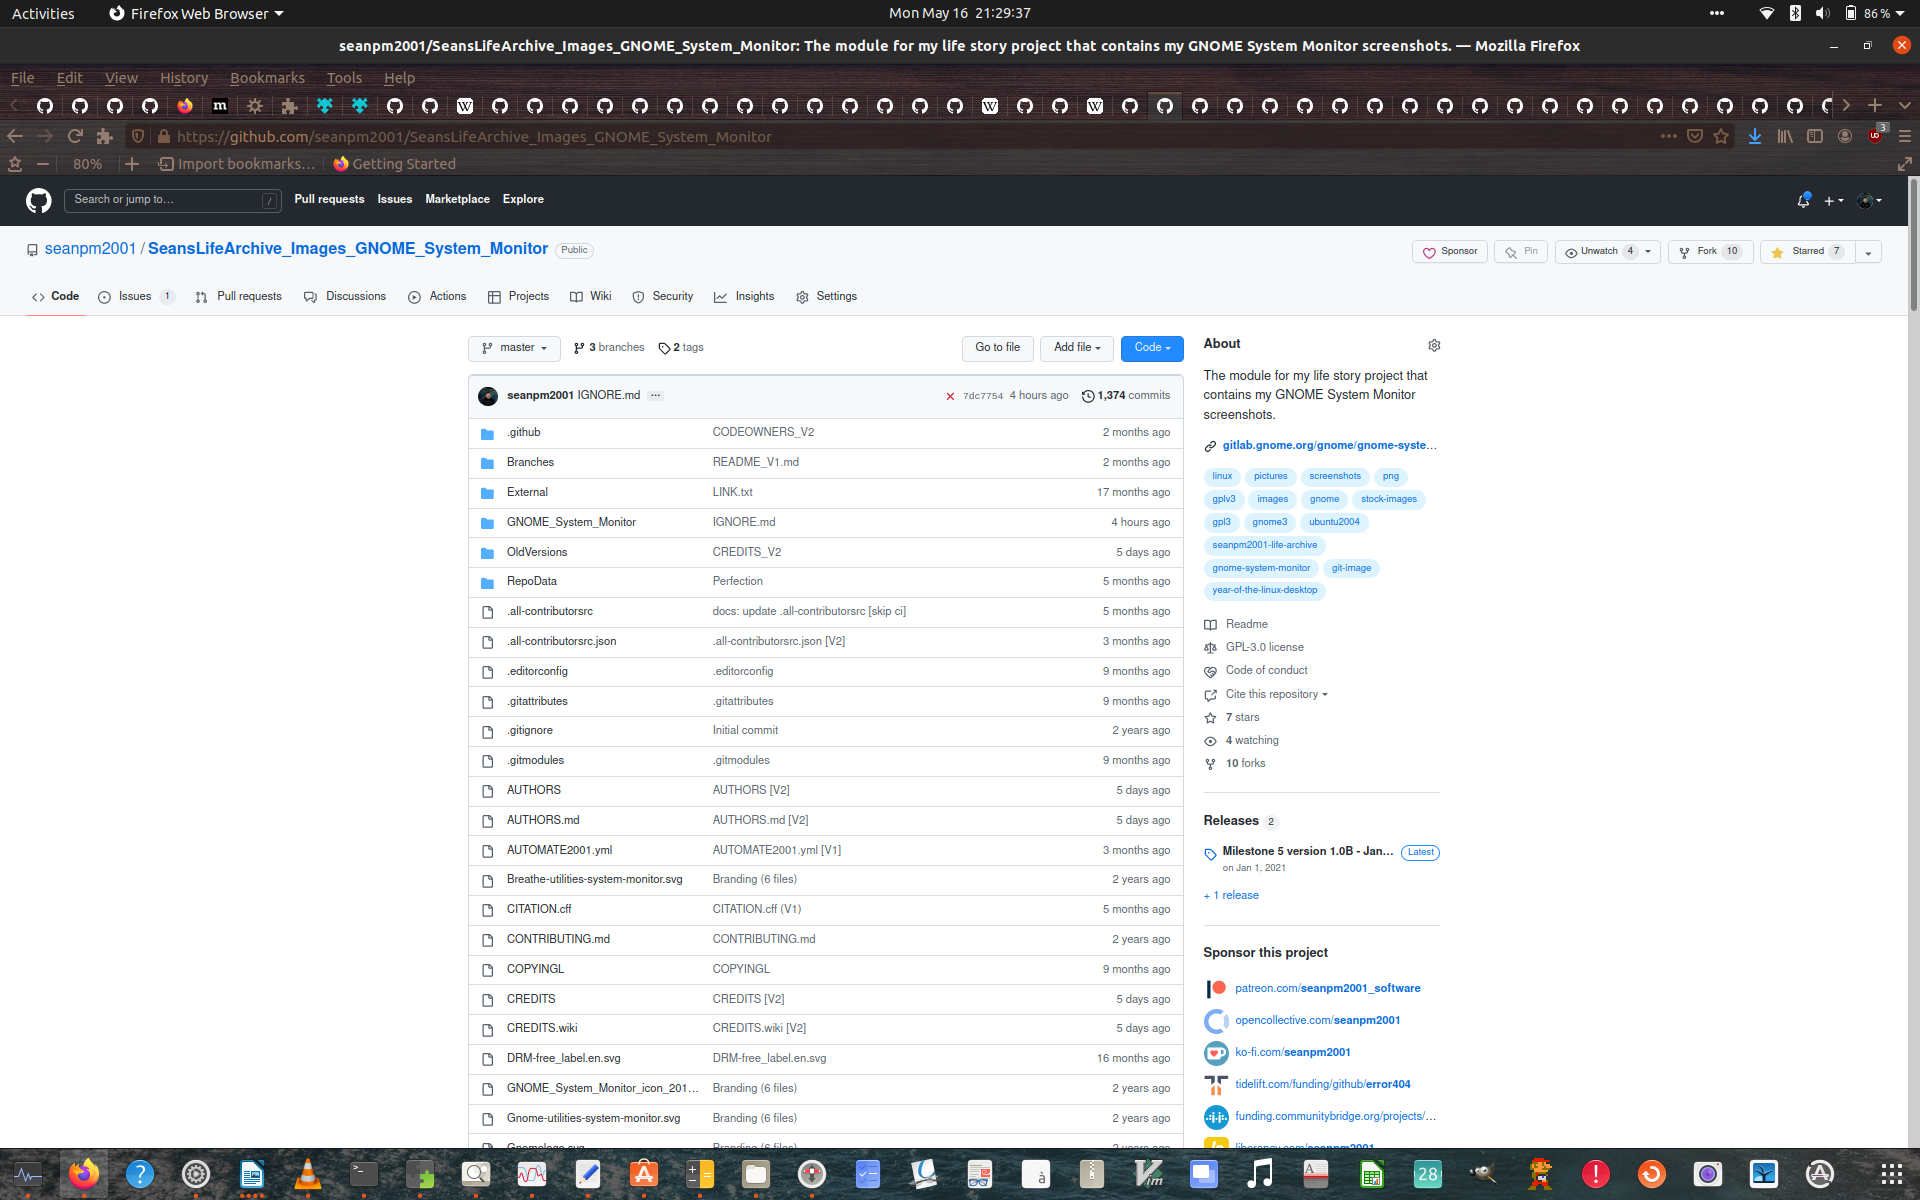 Activities
Firefox Web Browser
Mon May 16 21:29:37
86 %
seanpm2001/SeansLifeArchive_Images_GNOME_System_Monitor: The module for my life story project that contains my GNOME System Monitor screenshots. — Mozilla Firefox
File Edit View History Bookmarks Tools Help
https://github.com/seanpm2001/SeansLifeArchive_Images_GNOME_System_Monitor
3
80%
Import bookmarks...
Getting Started
Search or jump to...
/
Pull requests Issues Marketplace Explore
seanpm2001 / SeansLifeArchive_Images_GNOME_System_Monitor Public
Sponsor
Pin
Unwatch 4
Fork 10
Starred 7
Code
Issues 1
Pull requests
Discussions
Actions
Projects
Wiki
Security
Insights
Settings
master
3 branches
2 tags
Go to file
Add file
Code
seanpm2001 IGNORE.md ...
7dc7754 4 hours ago
1,374 commits
.github CODEOWNERS_V2 2 months ago
Branches README_V1.md 2 months ago
External LINK.txt 17 months ago
GNOME_System_Monitor IGNORE.md 4 hours ago
OldVersions CREDITS_V2 5 days ago
RepoData Perfection 5 months ago
.all-contributorsrc docs: update .all-contributorsrc [skip ci] 5 months ago
.all-contributorsrc.json .all-contributorsrc.json [V2] 3 months ago
.editorconfig .editorconfig 9 months ago
.gitattributes .gitattributes 9 months ago
.gitignore Initial commit 2 years ago
.gitmodules .gitmodules 9 months ago
AUTHORS AUTHORS [V2] 5 days ago
AUTHORS.md AUTHORS.md [V2] 5 days ago
AUTOMATE2001.yml AUTOMATE2001.yml [V1] 3 months ago
Breathe-utilities-system-monitor.svg Branding (6 files) 2 years ago
CITATION.cff CITATION.cff (V1) 5 months ago
CONTRIBUTING.md CONTRIBUTING.md 2 years ago
COPYINGL COPYINGL 9 months ago
CREDITS CREDITS [V2] 5 days ago
CREDITS.wiki CREDITS.wiki [V2] 5 days ago
DRM-free_label.en.svg DRM-free_label.en.svg 16 months ago
GNOME_System_Monitor_icon_201... Branding (6 files) 2 years ago
Gnome-utilities-system-monitor.svg Branding (6 files) 2 years ago
About
The module for my life story project that
contains my GNOME System Monitor
screenshots.
gitlab.gnome.org/gnome/gnome-syste...
linux pictures screenshots png
gplv3 images gnome stock-images
gpl3 gnome3 ubuntu2004
seanpm2001-life-archive
gnome-system-monitor git-image
year-of-the-linux-desktop
Readme
GPL-3.0 license
Code of conduct
Cite this repository
7 stars
4 watching
10 forks
Releases 2
Milestone 5 version 1.0B - Jan... Latest
on Jan 1, 2021
+ 1 release
Sponsor this project
patreon.com/seanpm2001_software
opencollective.com/seanpm2001
ko-fi.com/seanpm2001
tidelift.com/funding/github/error404
funding.communitybridge.org/projects/...
28